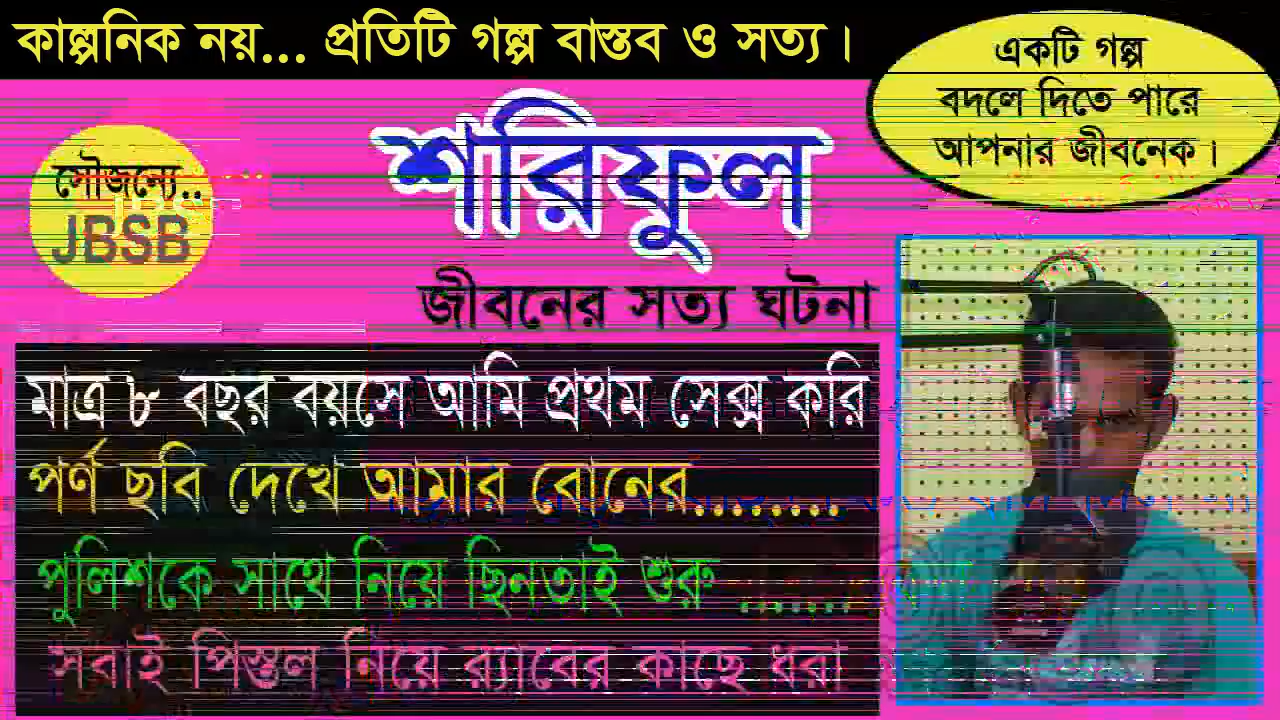 কাল্পনিক নয়... প্রতিটি গল্প বাস্তব ও সত্য।
একটি গল্প
বদলে দিতে পারে
আপনার জীবনেক।
সৌজন্যে..
JBSB
শরিফুল
জীবনের সত্য ঘটনা
মাত্র ৮ বছর বয়সে আমি প্রথম সেক্স করি
পর্ণ ছবি দেখে আমার বোনের........
পুলিশকে সাথে নিয়ে ছিনতাই শুরু ......
সবাই পিস্তল নিয়ে র‍্যাবের কাছে ধরা